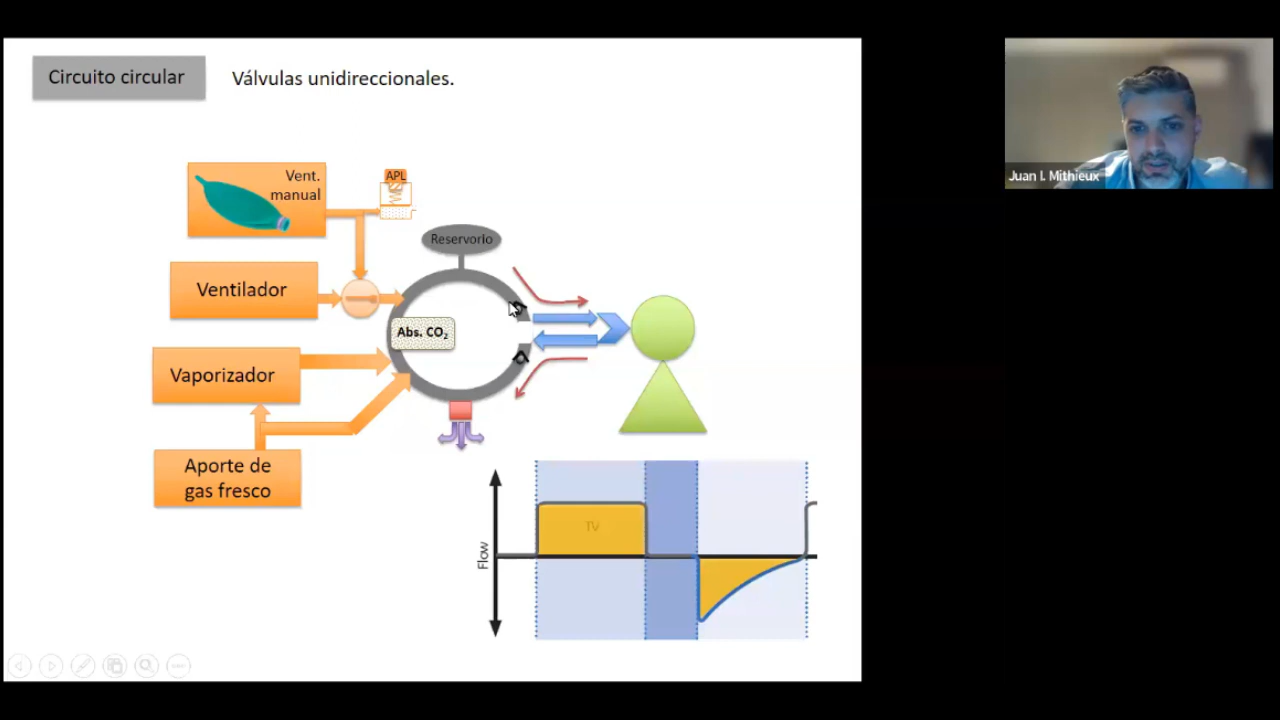 Circuito circular
Válvulas unidireccionales.
Juan I. Mithieux
Vent.
manual
APL
Reservorio
Ventilador
Abs. CO₂
Vaporizador
Aporte de
gas fresco
TV
Flow